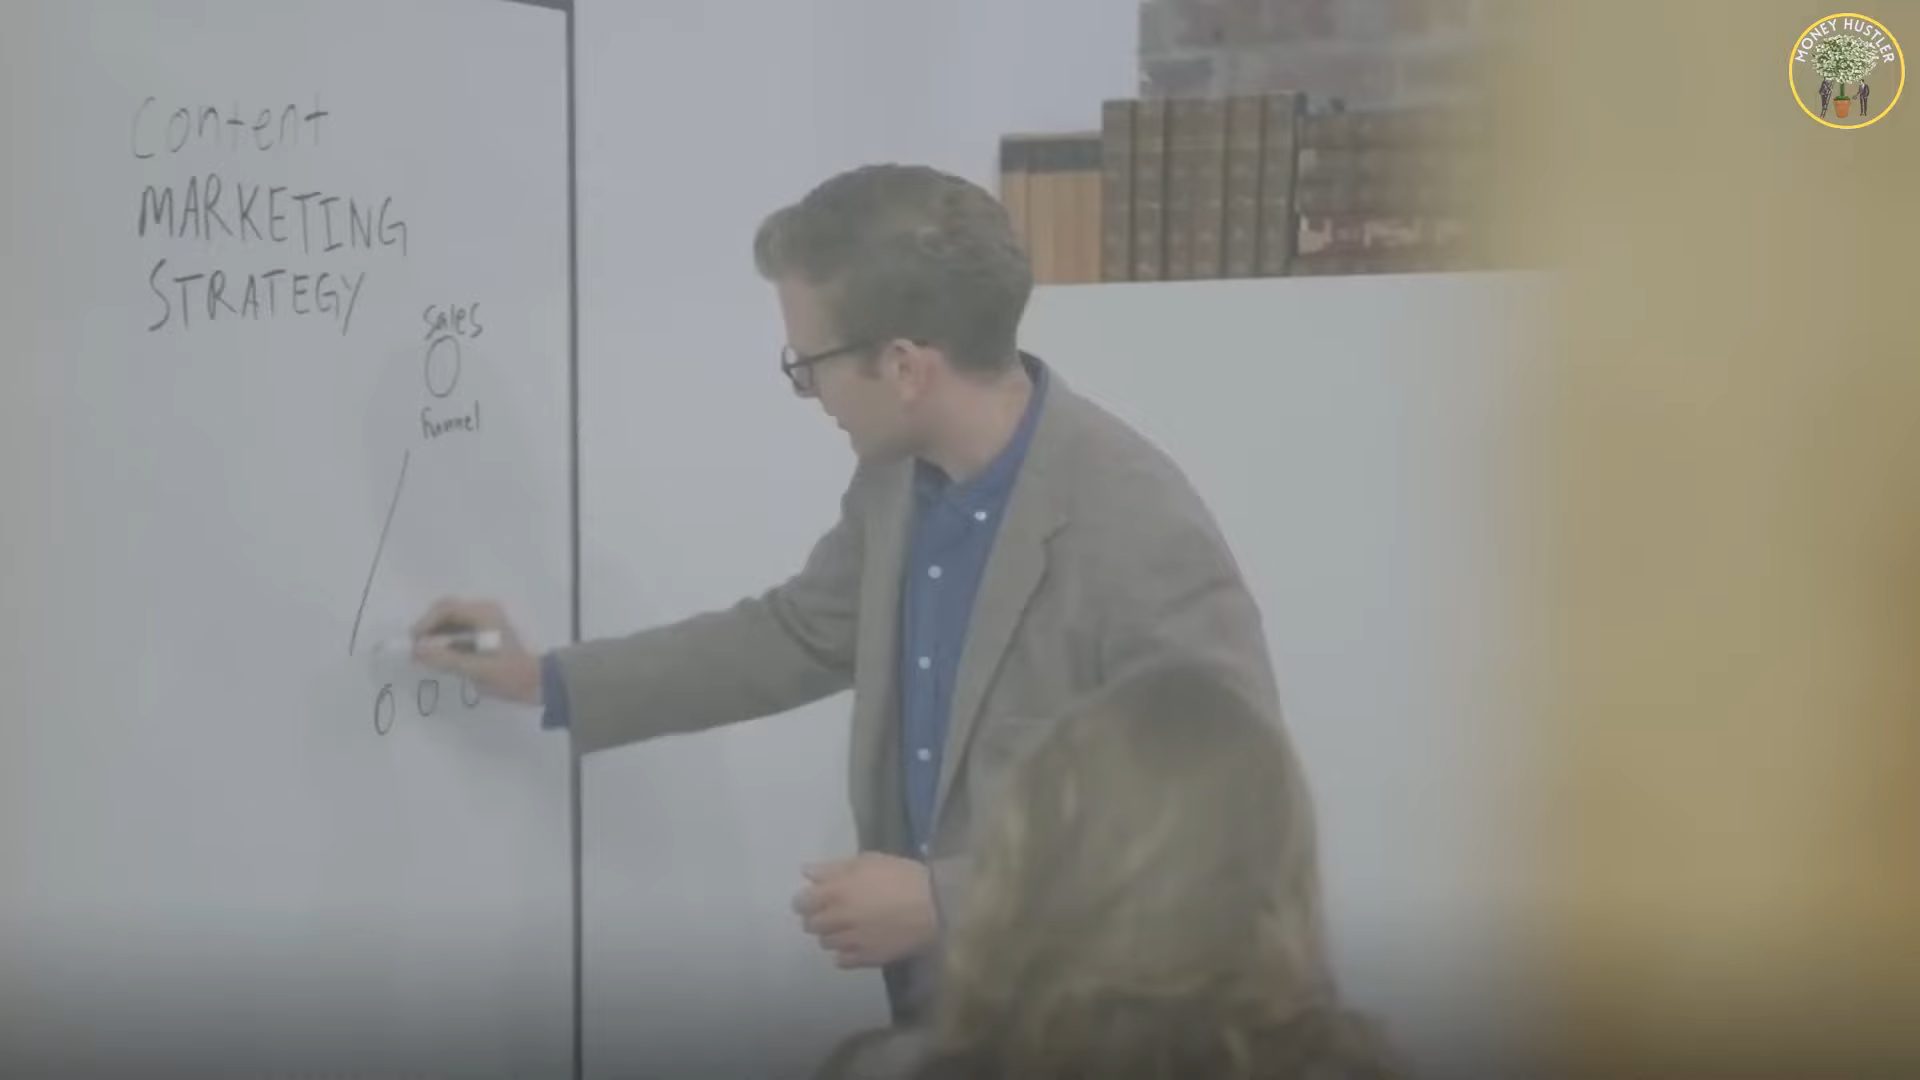 Content
MARKETING
STRATEGY
sales
funnel
MONEY HUSTLER